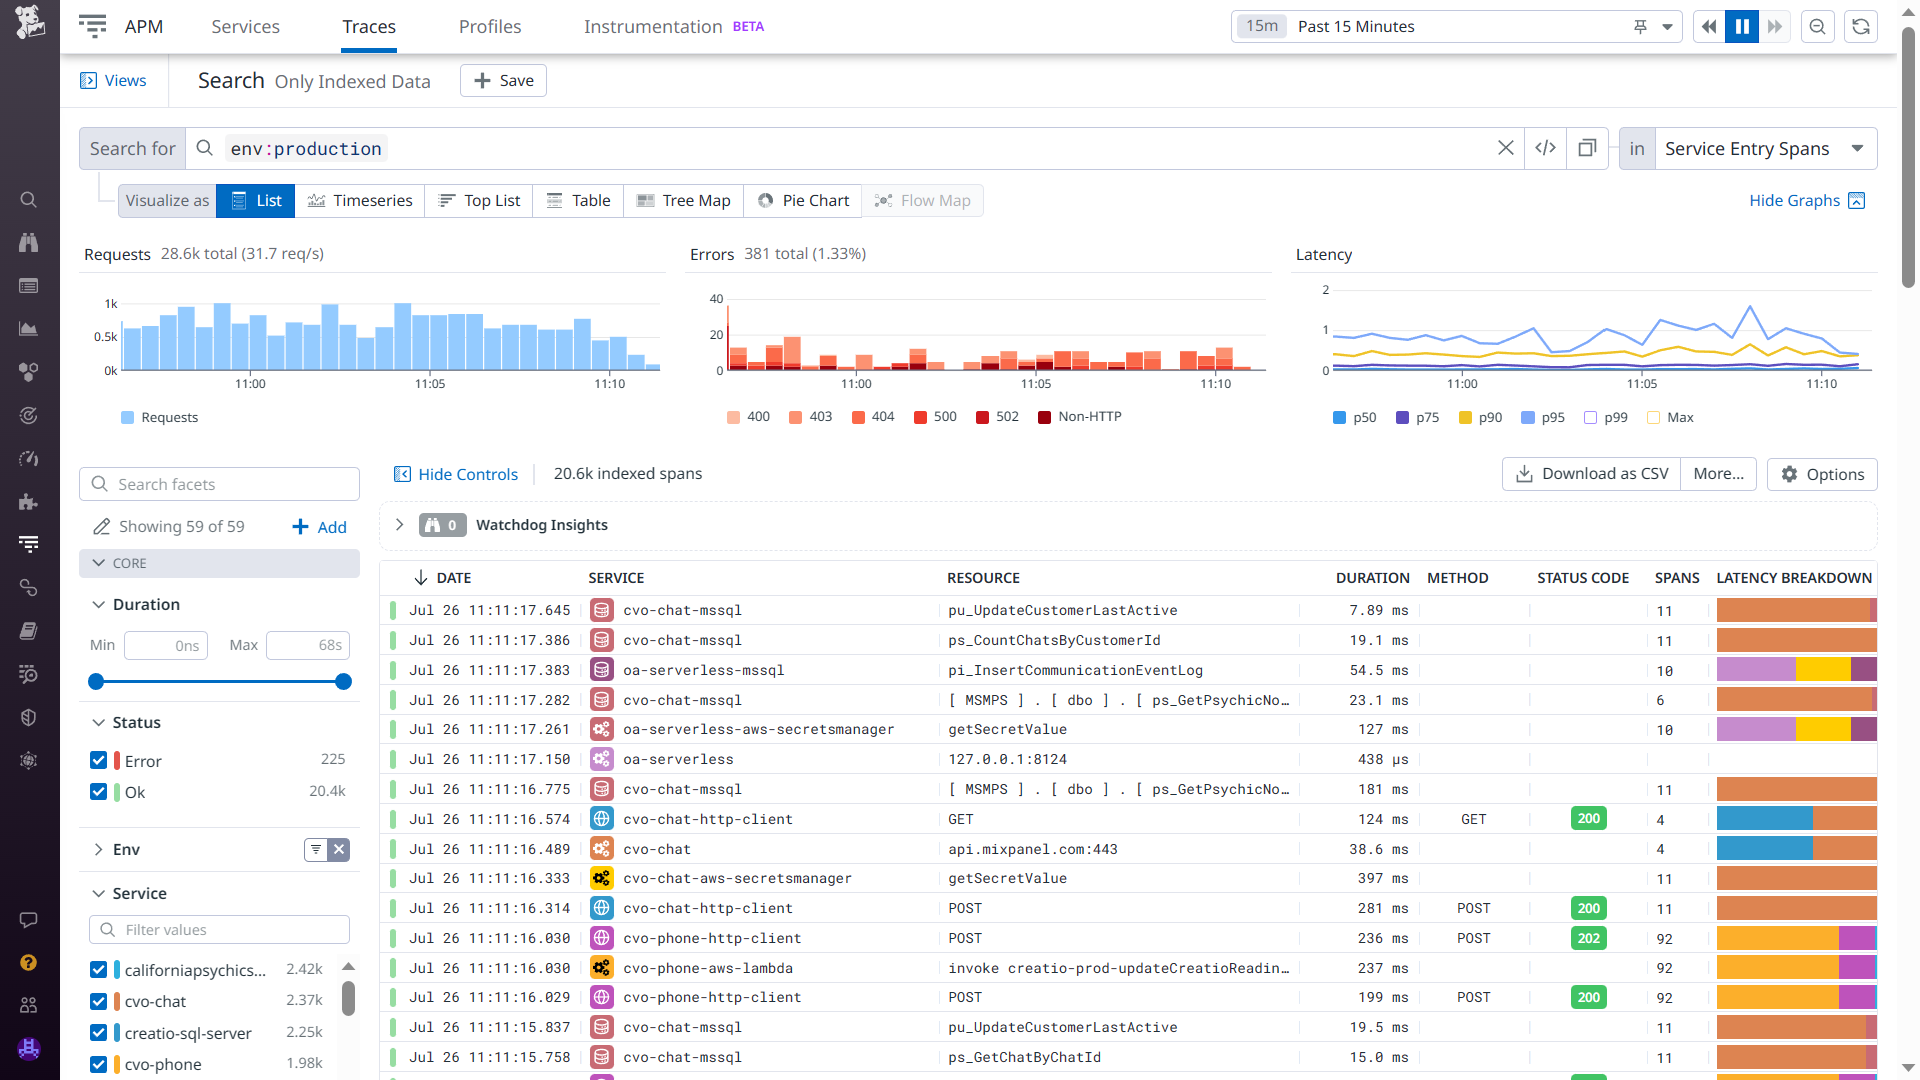 APM
Services
Traces
Profiles
Instrumentation BETA
15m Past 15 Minutes
Views
Search Only Indexed Data
Save
Search for env:production in Service Entry Spans
Visualize as List Timeseries Top List Table Tree Map Pie Chart Flow Map
Hide Graphs
Requests 28.6k total (31.7 req/s)
1k
0.5k
0k
11:00 11:05 11:10
Requests
Errors 381 total (1.33%)
40
20
0
11:00 11:05 11:10
400 403 404 500 502 Non-HTTP
Latency
2
1
0
11:00 11:05 11:10
p50 p75 p90 p95 p99 Max
Search facets
Showing 59 of 59 Add
CORE
Duration
Min 0ns Max 68s
Status
Error 225
Ok 20.4k
Env
Service
Filter values
californiapsychics... 2.42k
cvo-chat 2.37k
creatio-sql-server 2.25k
cvo-phone 1.98k
Hide Controls 20.6k indexed spans
Download as CSV More... Options
0 Watchdog Insights
DATE SERVICE RESOURCE DURATION METHOD STATUS CODE SPANS LATENCY BREAKDOWN
Jul 26 11:11:17.645 cvo-chat-mssql pu_UpdateCustomerLastActive 7.89 ms 11
Jul 26 11:11:17.386 cvo-chat-mssql ps_CountChatsByCustomerId 19.1 ms 11
Jul 26 11:11:17.383 oa-serverless-mssql pi_InsertCommunicationEventLog 54.5 ms 10
Jul 26 11:11:17.282 cvo-chat-mssql [ MSMPS ] . [ dbo ] . [ ps_GetPsychicNo… 23.1 ms 6
Jul 26 11:11:17.261 oa-serverless-aws-secretsmanager getSecretValue 127 ms 10
Jul 26 11:11:17.150 oa-serverless 127.0.0.1:8124 438 µs
Jul 26 11:11:16.775 cvo-chat-mssql [ MSMPS ] . [ dbo ] . [ ps_GetPsychicNo… 181 ms 11
Jul 26 11:11:16.574 cvo-chat-http-client GET 124 ms GET 200 4
Jul 26 11:11:16.489 cvo-chat api.mixpanel.com:443 38.6 ms 4
Jul 26 11:11:16.333 cvo-chat-aws-secretsmanager getSecretValue 397 ms 11
Jul 26 11:11:16.314 cvo-chat-http-client POST 281 ms POST 200 11
Jul 26 11:11:16.030 cvo-phone-http-client POST 236 ms POST 202 92
Jul 26 11:11:16.030 cvo-phone-aws-lambda invoke creatio-prod-updateCreatioReadin… 237 ms 92
Jul 26 11:11:16.029 cvo-phone-http-client POST 199 ms POST 200 92
Jul 26 11:11:15.837 cvo-chat-mssql pu_UpdateCustomerLastActive 19.5 ms 11
Jul 26 11:11:15.758 cvo-chat-mssql ps_GetChatByChatId 15.0 ms 11